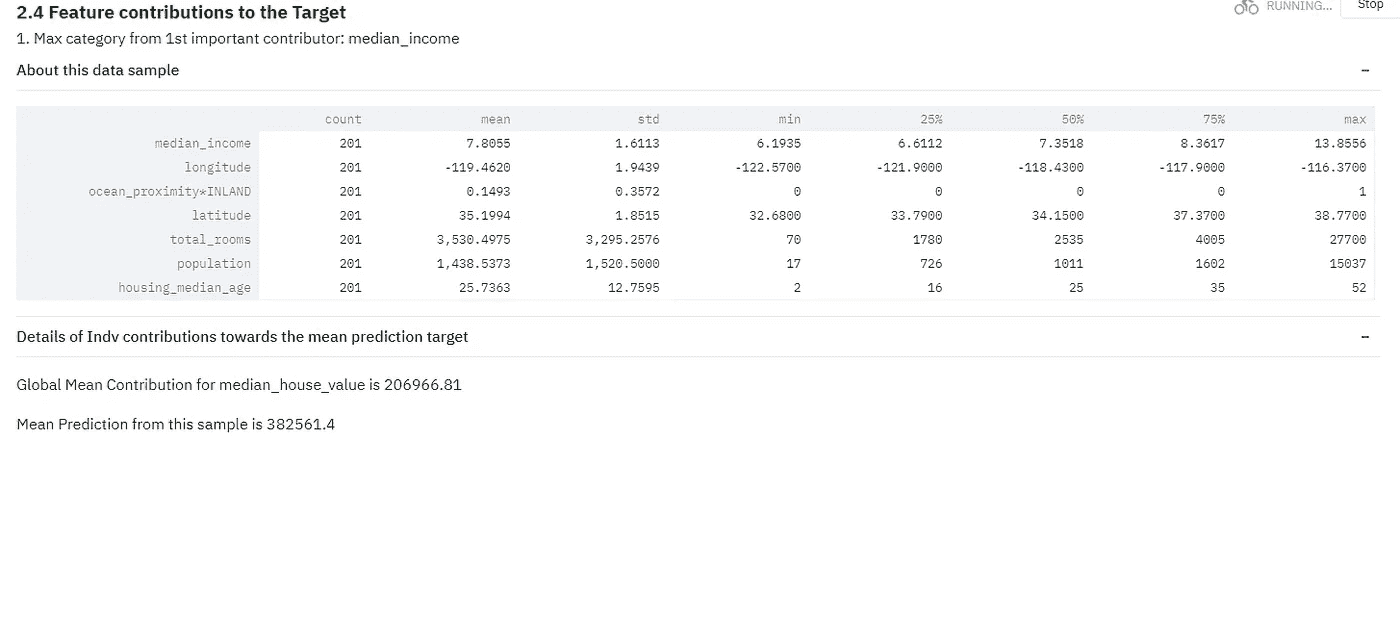 2.4 Feature contributions to the Target
RUNNING...
Stop
1. Max category from 1st important contributor: median_income
About this data sample
–
count mean std min 25% 50% 75% max
median_income 201 7.8055 1.6113 6.1935 6.6112 7.3518 8.3617 13.8556
longitude 201 -119.4620 1.9439 -122.5700 -121.9000 -118.4300 -117.9000 -116.3700
ocean_proximity*INLAND 201 0.1493 0.3572 0 0 0 0 1
latitude 201 35.1994 1.8515 32.6800 33.7900 34.1500 37.3700 38.7700
total_rooms 201 3,530.4975 3,295.2576 70 1780 2535 4005 27700
population 201 1,438.5373 1,520.5000 17 726 1011 1602 15037
housing_median_age 201 25.7363 12.7595 2 16 25 35 52
Details of Indv contributions towards the mean prediction target
–
Global Mean Contribution for median_house_value is 206966.81
Mean Prediction from this sample is 382561.4